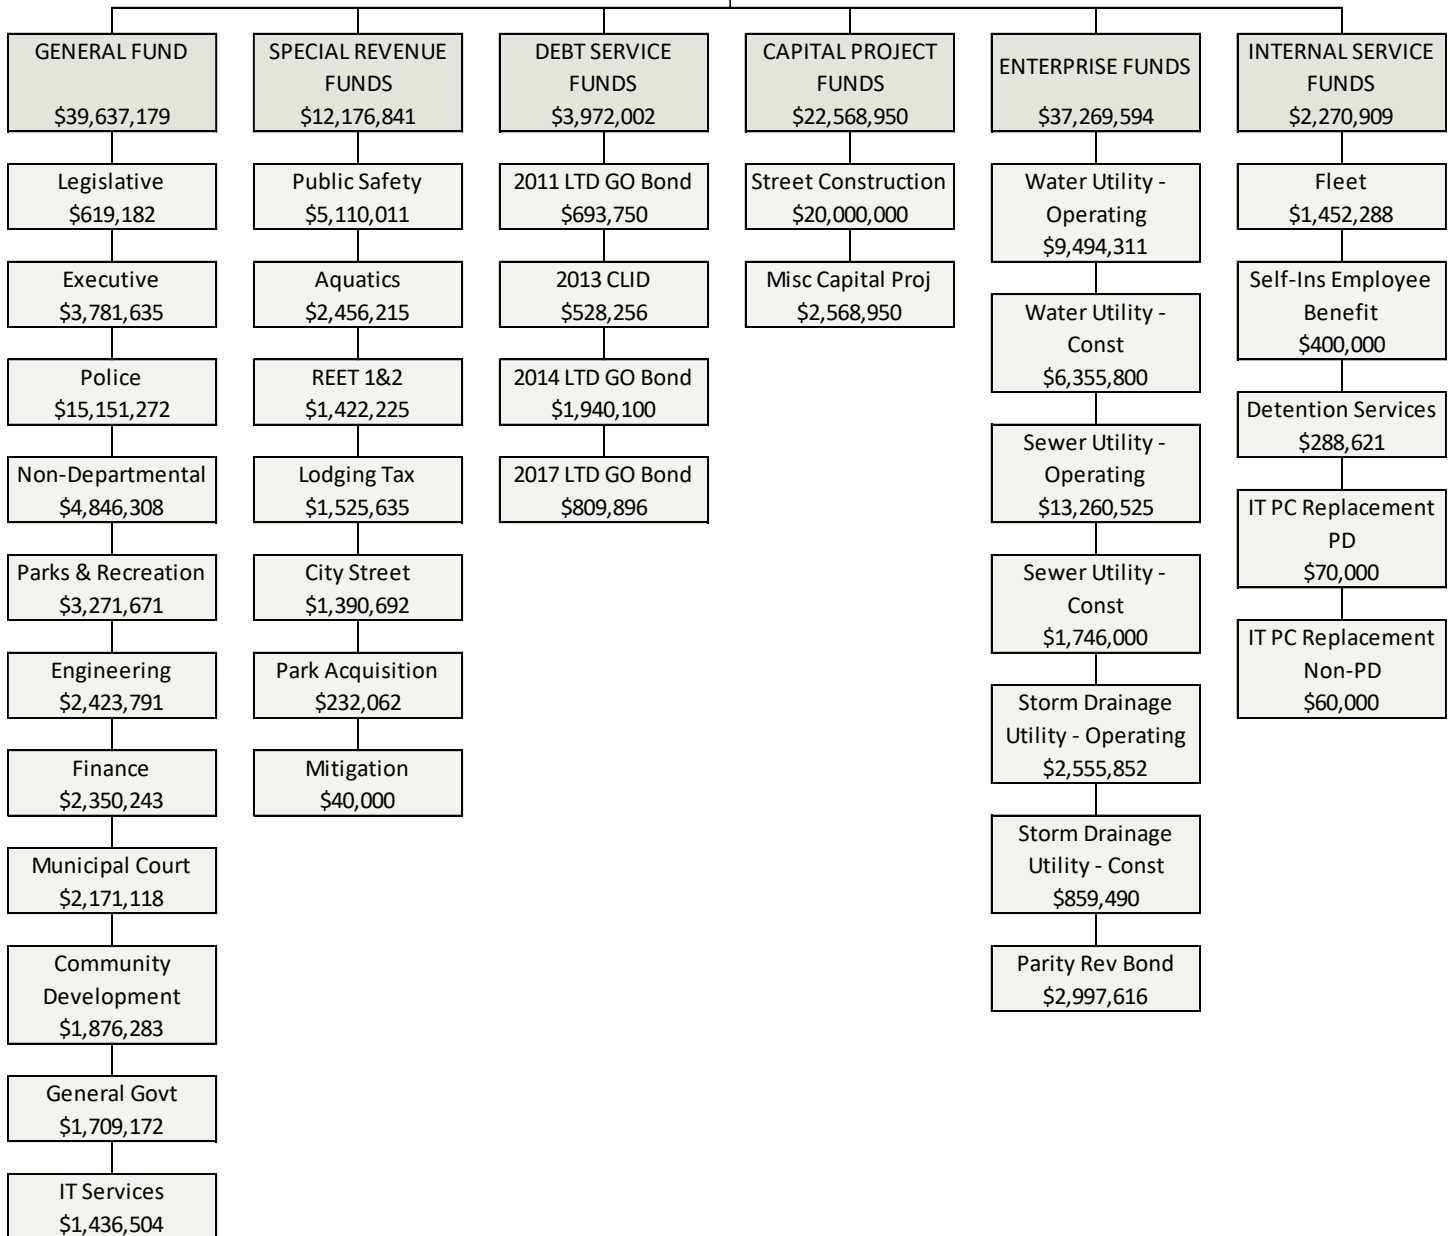 GENERAL FUND
$39,637,179
Legislative
$619,182
Executive
$3,781,635
Police
$15,151,272
Non-Departmental
$4,846,308
Parks & Recreation
$3,271,671
Engineering
$2,423,791
Finance
$2,350,243
Municipal Court
$2,171,118
Community
Development
$1,876,283
General Govt
$1,709,172
IT Services
$1,436,504
SPECIAL REVENUE
FUNDS
$12,176,841
Public Safety
$5,110,011
Aquatics
$2,456,215
REET 1&2
$1,422,225
Lodging Tax
$1,525,635
City Street
$1,390,692
Park Acquisition
$232,062
Mitigation
$40,000
DEBT SERVICE
FUNDS
$3,972,002
2011 LTD GO Bond
$693,750
2013 CLID
$528,256
2014 LTD GO Bond
$1,940,100
2017 LTD GO Bond
$809,896
CAPITAL PROJECT
FUNDS
$22,568,950
Street Construction
$20,000,000
Misc Capital Proj
$2,568,950
ENTERPRISE FUNDS
$37,269,594
Water Utility -
Operating
$9,494,311
Water Utility -
Const
$6,355,800
Sewer Utility -
Operating
$13,260,525
Sewer Utility -
Const
$1,746,000
Storm Drainage
Utility - Operating
$2,555,852
Storm Drainage
Utility - Const
$859,490
Parity Rev Bond
$2,997,616
INTERNAL SERVICE
FUNDS
$2,270,909
Fleet
$1,452,288
Self-Ins Employee
Benefit
$400,000
Detention Services
$288,621
IT PC Replacement
PD
$70,000
IT PC Replacement
Non-PD
$60,000